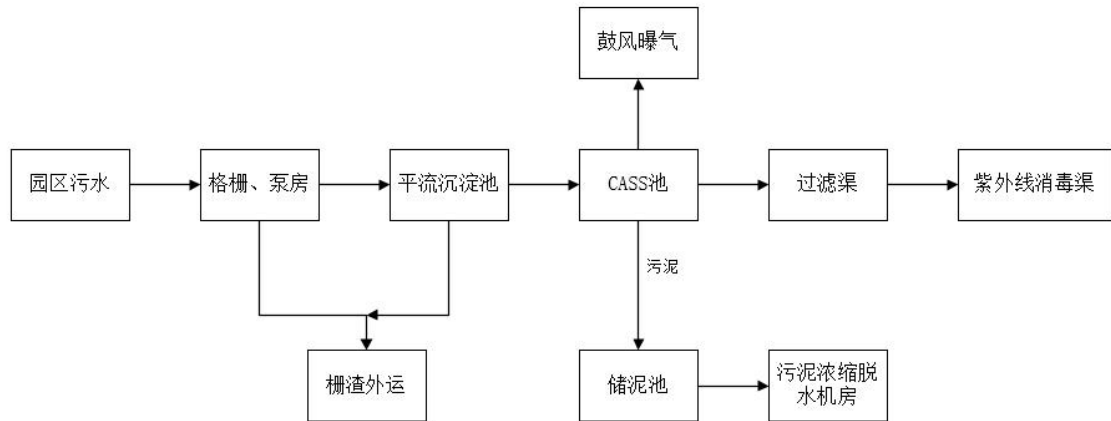 鼓风曝气
园区污水
格栅、泵房
平流沉淀池
CASS池
过滤渠
紫外线消毒渠
污泥
栅渣外运
储泥池
污泥浓缩脱
水机房